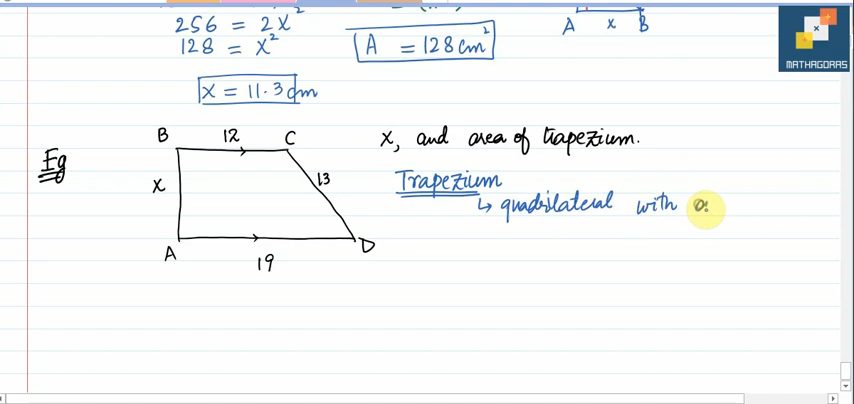 256 = 2x²
128 = x²
A = 128 cm²
A x B
MATHAGORAS
x = 11.3 cm
Eg
B 12 C
x
13
A 19 D
x, and area of trapezium.
Trapezium
↳ quadrilateral with